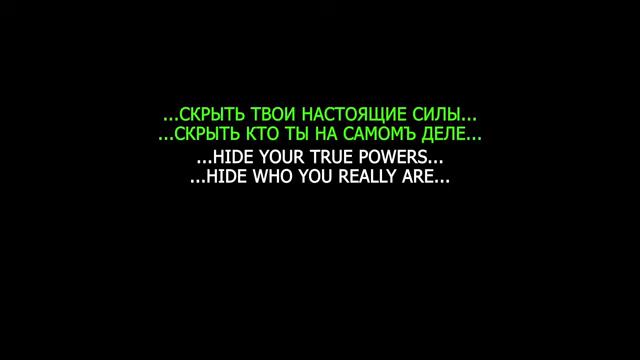 ...СКРЫТЬ ТВОИ НАСТОЯЩИЕ СИЛЫ...
...СКРЫТЬ КТО ТЫ НА САМОМЪ ДЕЛЕ...
...HIDE YOUR TRUE POWERS...
...HIDE WHO YOU REALLY ARE...